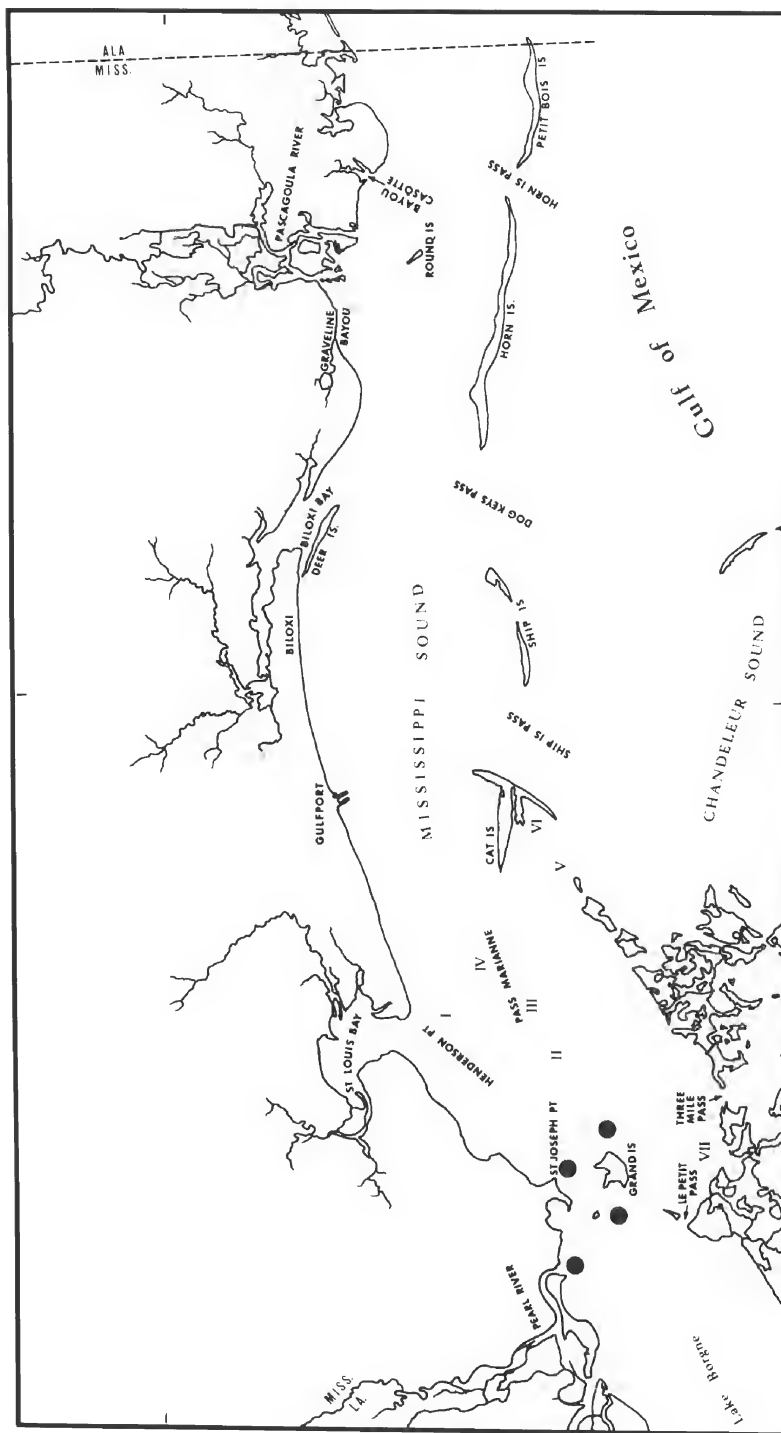 MISS.
LA.
PEARL RIVER
ST LOUIS BAY
HENDERSON PT
ST JOSEPH PT
GRAND IS
LE PETIT PASS
THREE MILE PASS
Lake Borgne
I
II
III
IV
PASS MARIANNE
V
VI
VII
CAT IS
GULFPORT
BILOXI
BILOXI BAY
DEER IS.
MISSISSIPPI SOUND
SHIP IS PASS
SHIP IS
CHANDELEUR SOUND
DOG KEYS PASS
GRAVELINE
BAYOU
PASCAGOULA RIVER
BAYOU
CASOTTE
ROUND IS
HORN IS.
HORN IS PASS
PETIT BOIS IS
Gulf of Mexico
ALA
MISS.